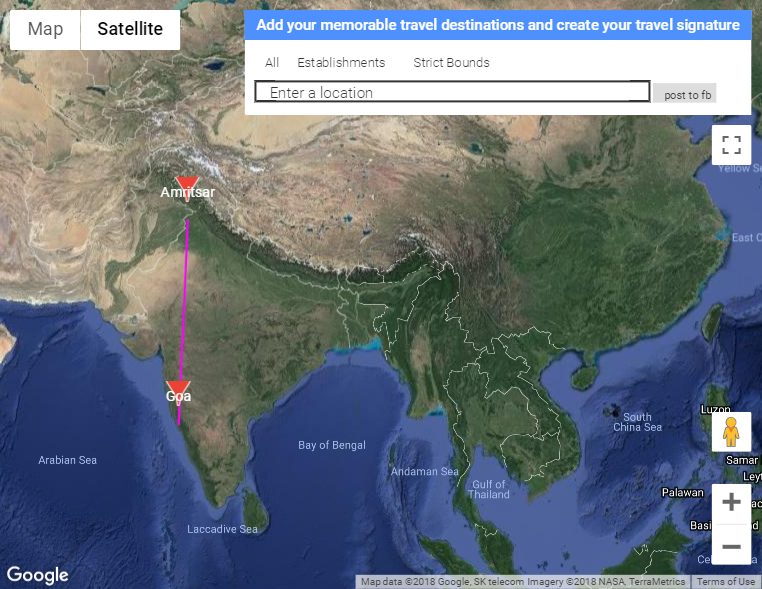 Map
Satellite
Add your memorable travel destinations and create your travel signature
All
Establishments
Strict Bounds
Enter a location
post to fb
Yellow Se
Amritsar
East C
Goa
Luzon
South
China Sea
Bay of Bengal
Arabian Sea
Andaman Sea
Samar
Gulf of
Thailand
Leyt
Palawan
Laccadive Sea
Google
Map data ©2018 Google, SK telecom Imagery ©2018 NASA, TerraMetrics
Terms of Use